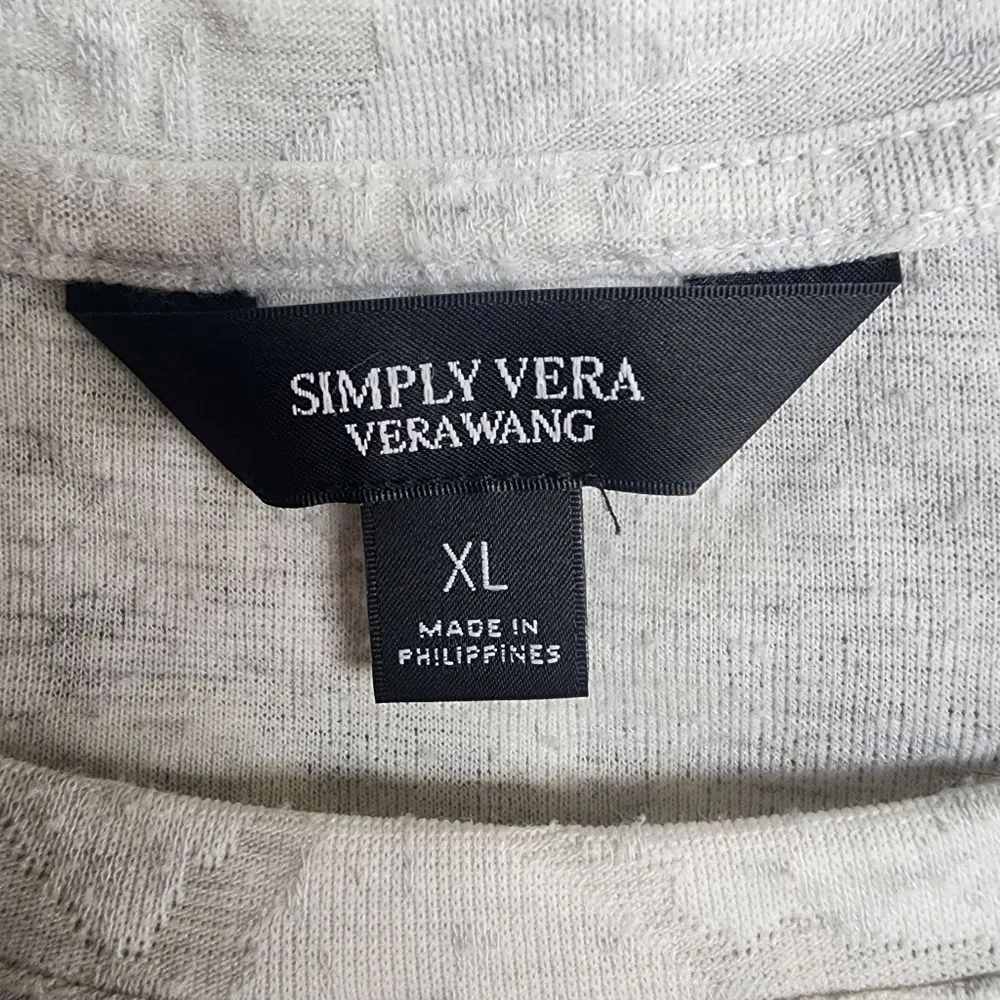 SIMPLY VERA
VERAWANG
XL
MADE IN
PHILIPPINES